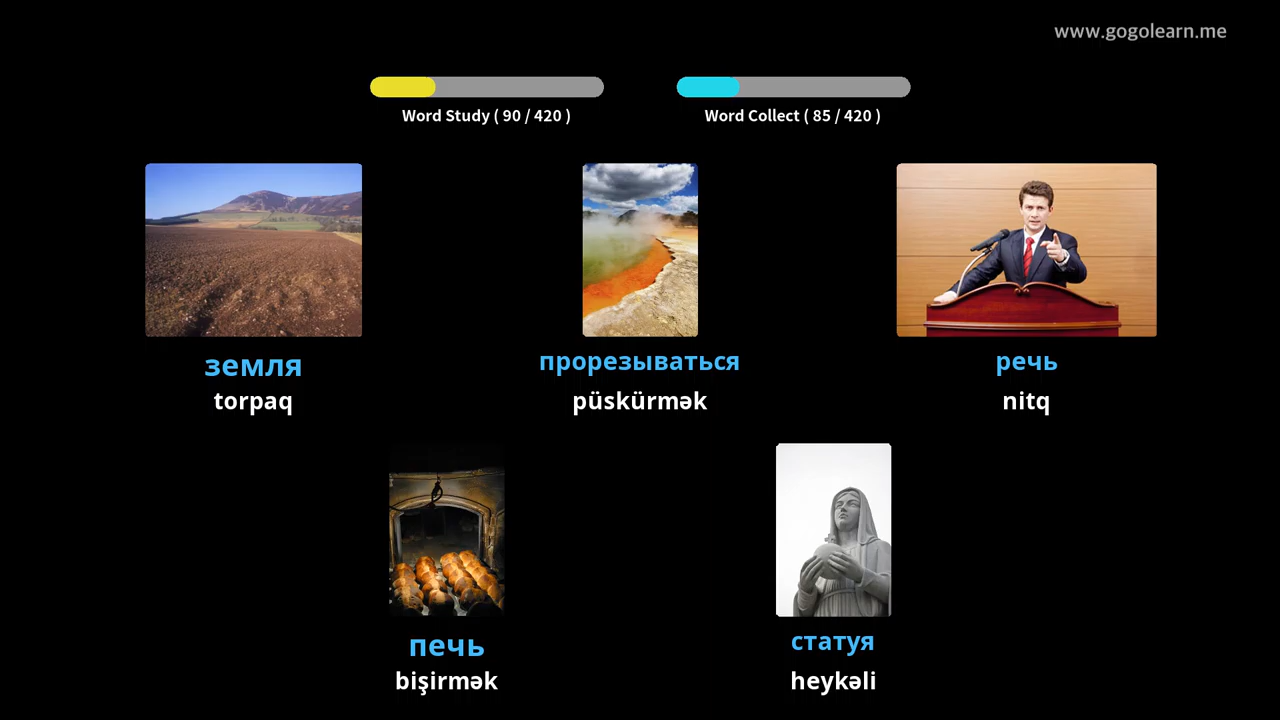 www.gogolearn.me
Word Study ( 90 / 420 )
Word Collect ( 85 / 420 )
земля
torpaq
прорезываться
püskürmək
речь
nitq
печь
bişirmək
статуя
heykəli